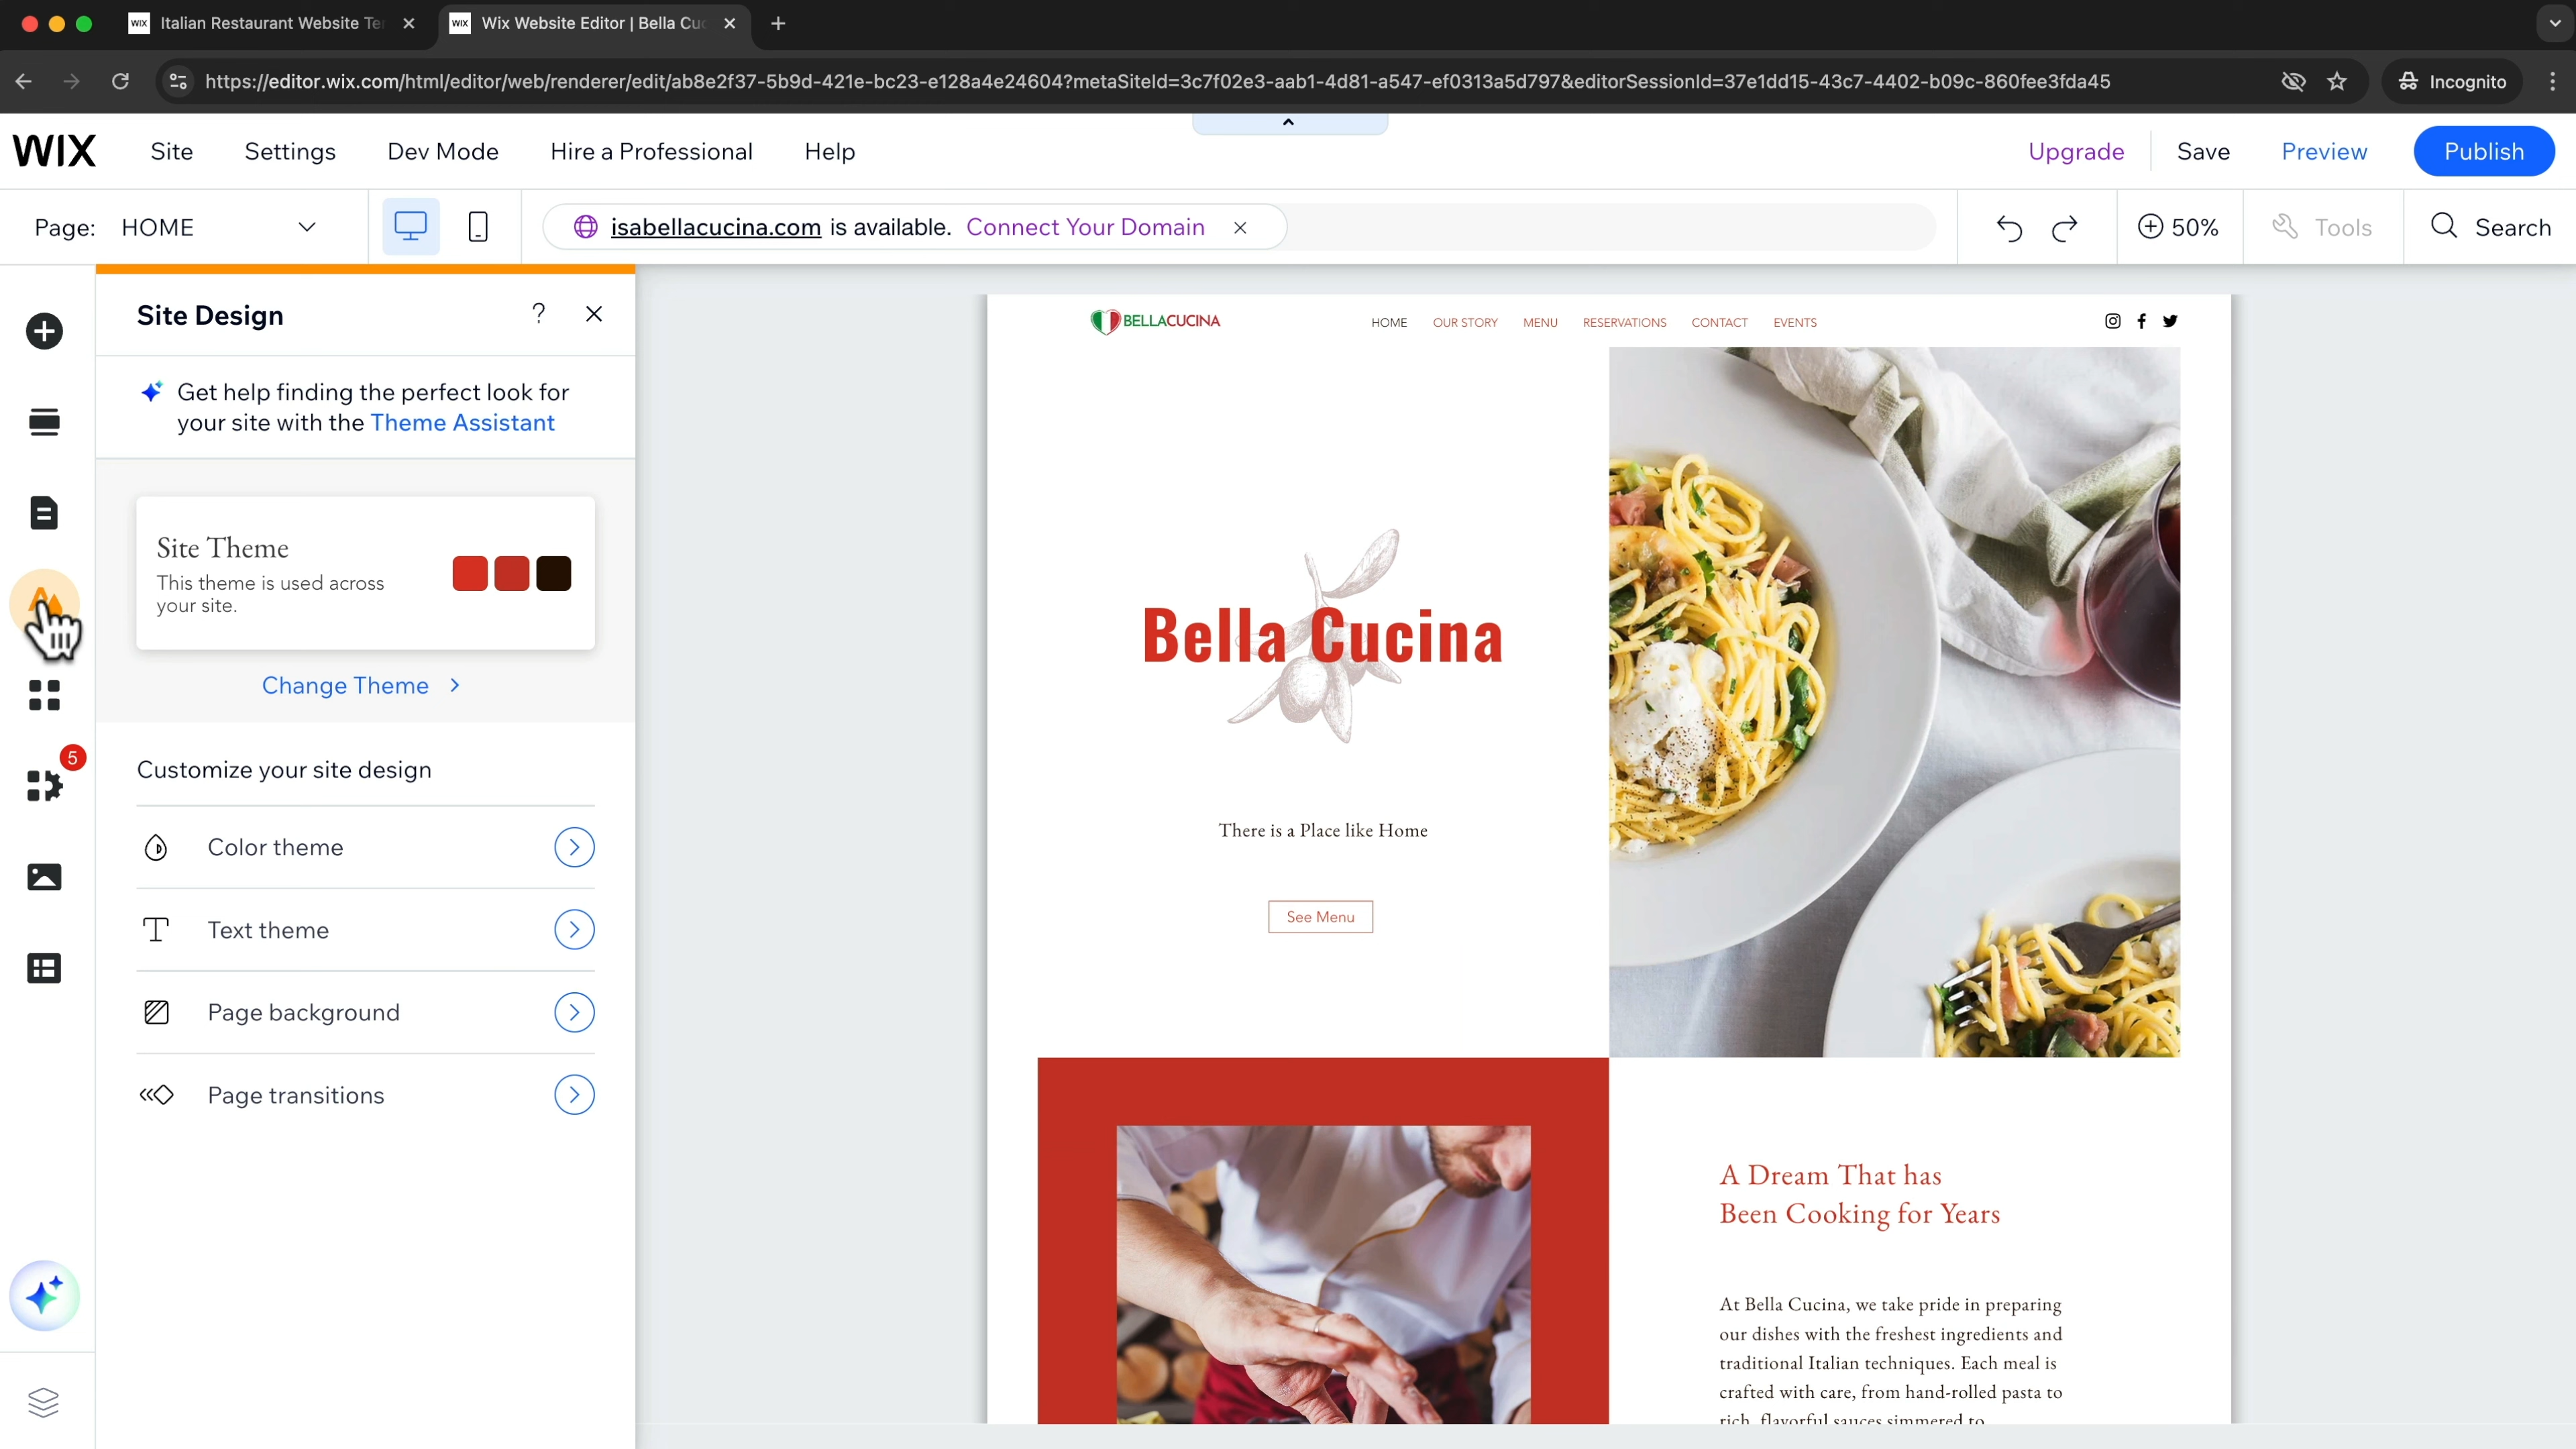 WIX Italian Restaurant Website Te
WIX Wix Website Editor | Bella Cuc
https://editor.wix.com/html/editor/web/renderer/edit/ab8e2f37-5b9d-421e-bc23-e128a4e24604?metaSiteId=3c7f02e3-aab1-4d81-a547-ef0313a5d797&editorSessionId=37e1dd15-43c7-4402-b09c-860fee3fda45
Incognito
WIX
Site
Settings
Dev Mode
Hire a Professional
Help
Upgrade
Save
Preview
Publish
Page: HOME
isabellacucina.com is available. Connect Your Domain
50%
Tools
Search
Site Design
?
Get help finding the perfect look for
your site with the Theme Assistant
Site Theme
This theme is used across
your site.
Change Theme
Customize your site design
Color theme
Text theme
Page background
Page transitions
5
BELLACUCINA
HOME
OUR STORY
MENU
RESERVATIONS
CONTACT
EVENTS
Bella Cucina
There is a Place like Home
See Menu
A Dream That has
Been Cooking for Years
At Bella Cucina, we take pride in preparing
our dishes with the freshest ingredients and
traditional Italian techniques. Each meal is
crafted with care, from hand-rolled pasta to
rich, flavorful sauces simmered to